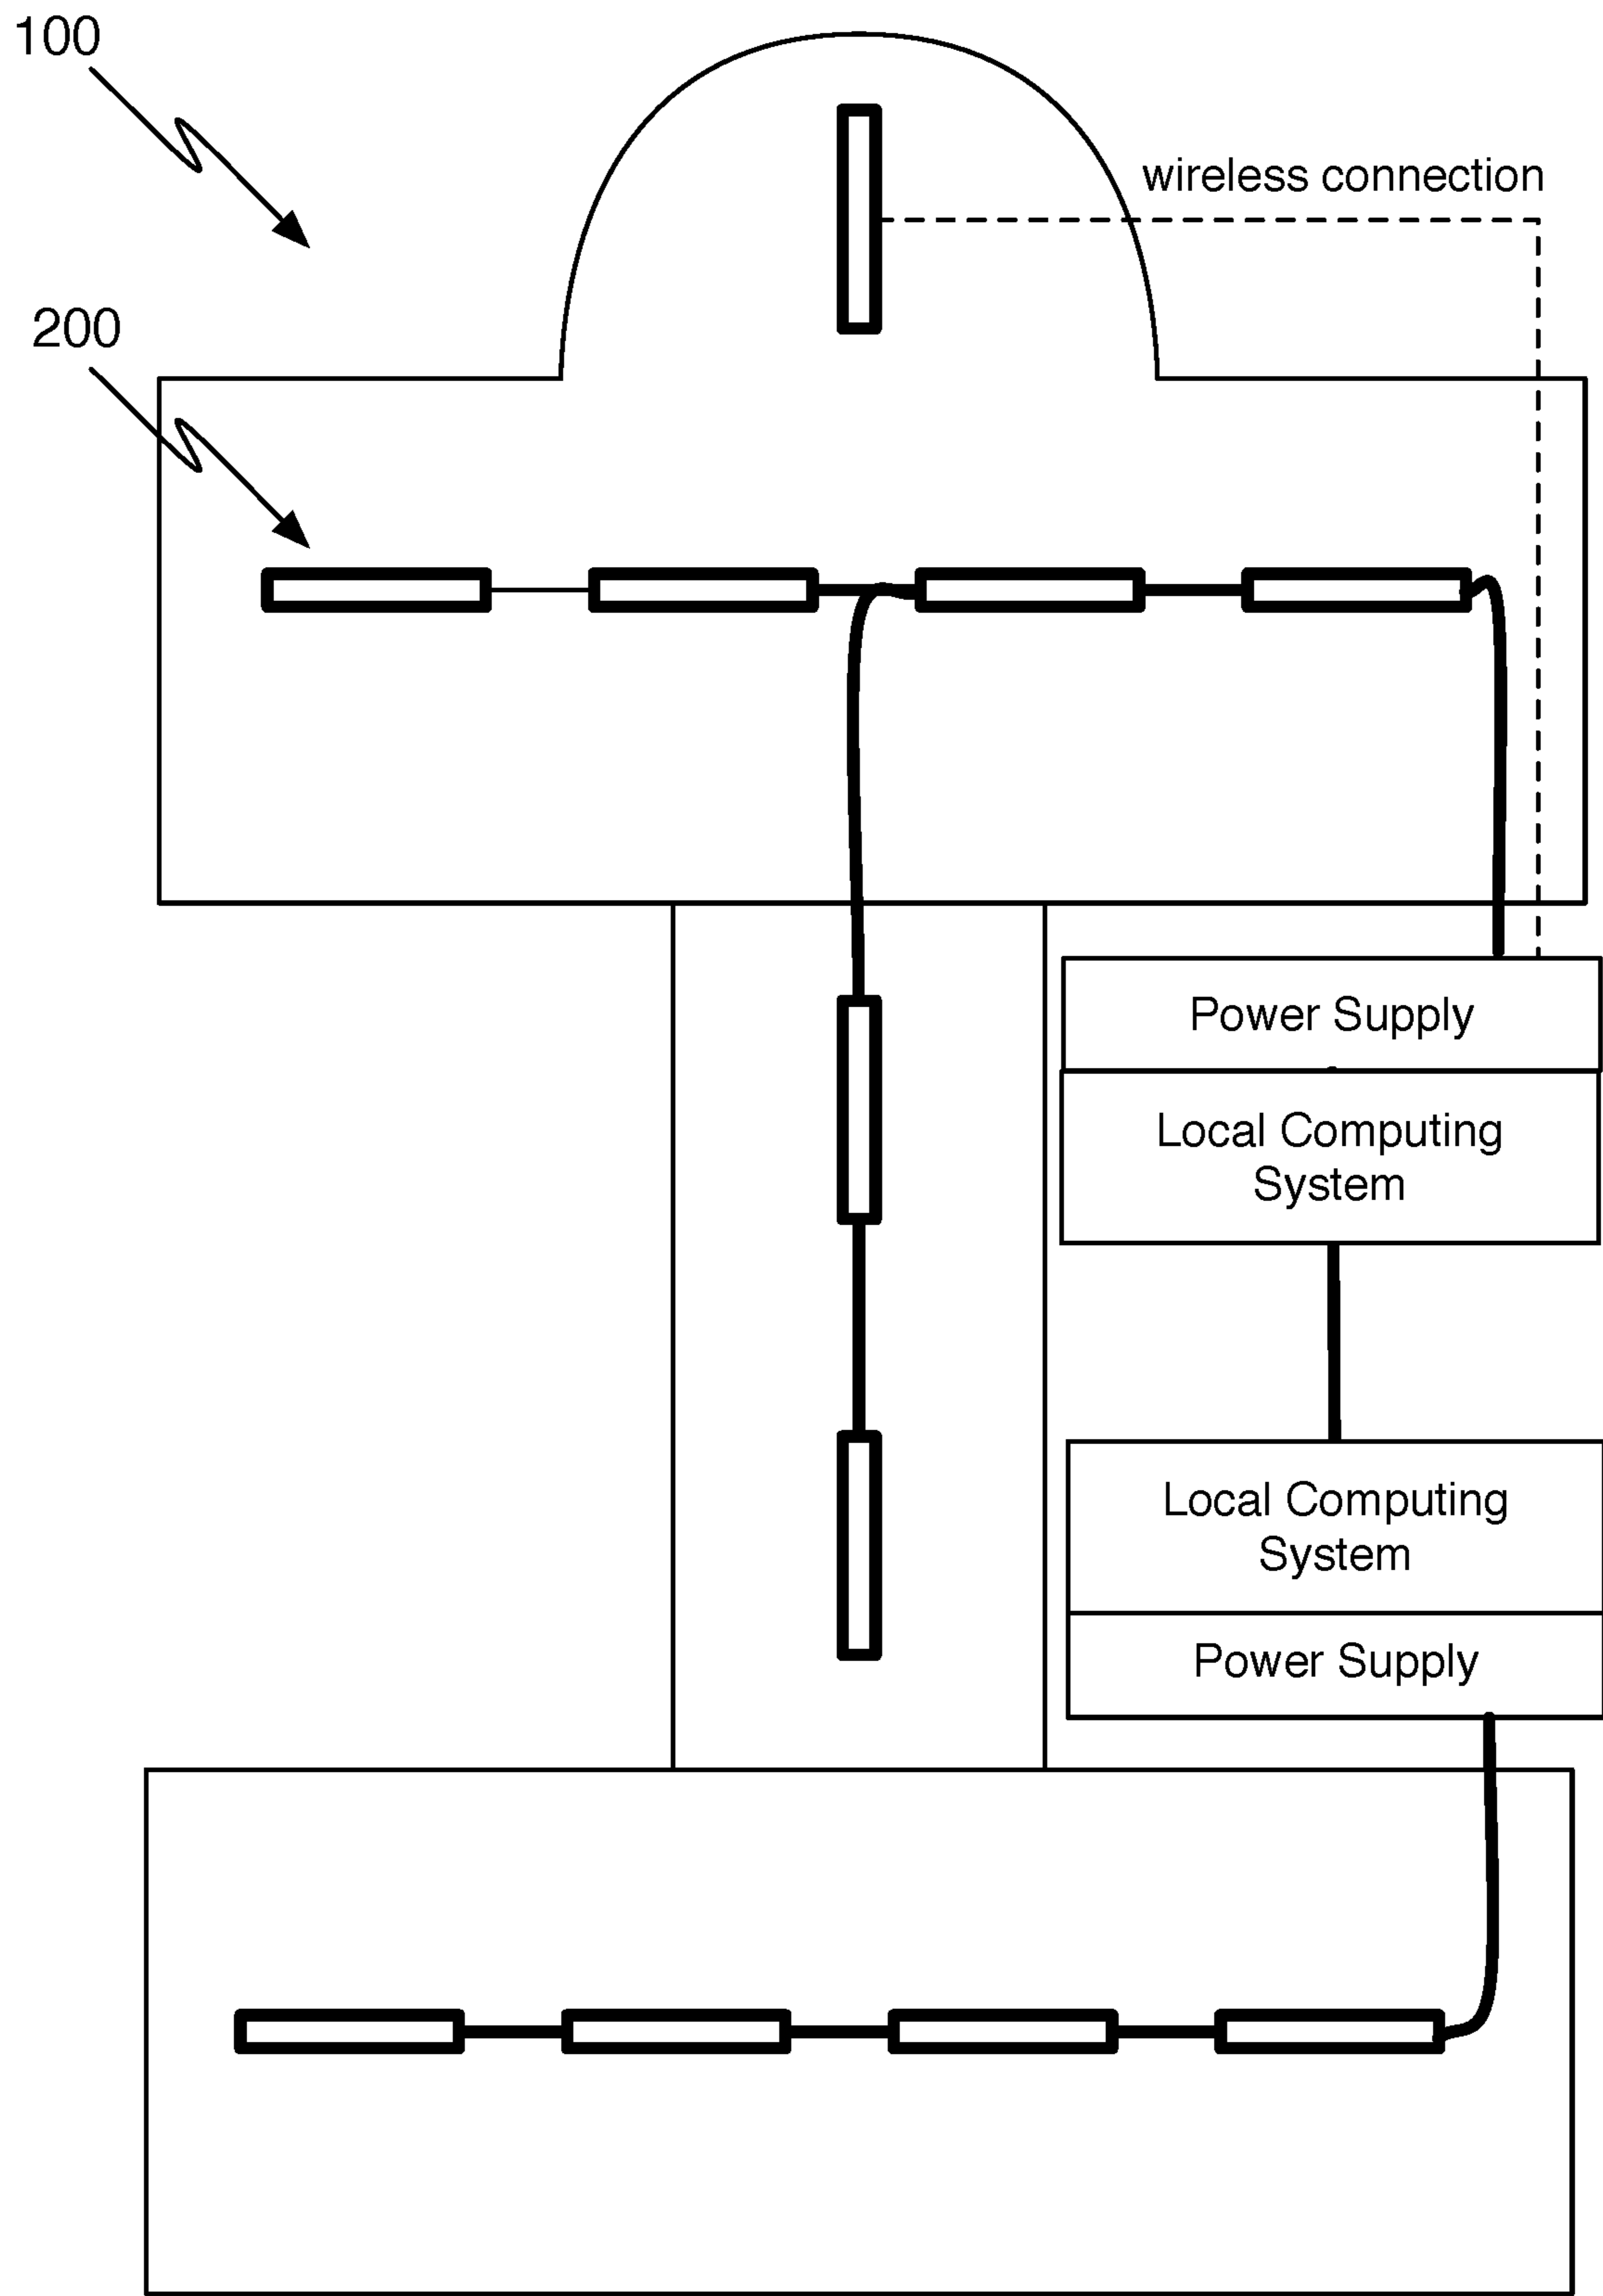 100
wireless connection
200
Power Supply
Local Computing
System
Local Computing
System
Power Supply